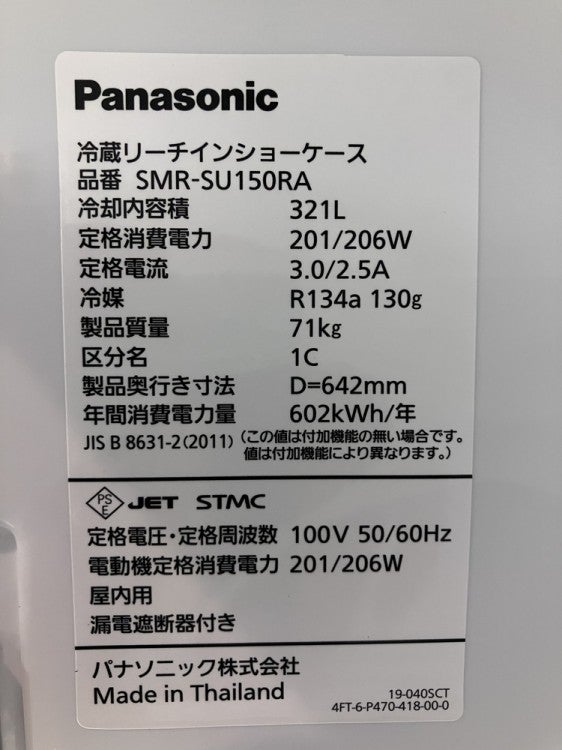 Panasonic
冷蔵リーチインショーケース
品番 SMR-SU150RA
冷却内容積 321L
定格消費電力 201/206W
定格電流 3.0/2.5A
冷媒 R134a 130g
製品質量 71kg
区分名 1C
製品奥行き寸法 D=642mm
年間消費電力量 602kWh/年
JIS B 8631-2(2011) (この値は付加機能の無い場合です。
値は付加機能により異なります。)
PS E JET STMC
定格電圧・定格周波数 100V 50/60Hz
電動機定格消費電力 201/206W
屋内用
漏電遮断器付き
パナソニック株式会社
Made in Thailand 19-040SCT
4FT-6-P470-418-00-0